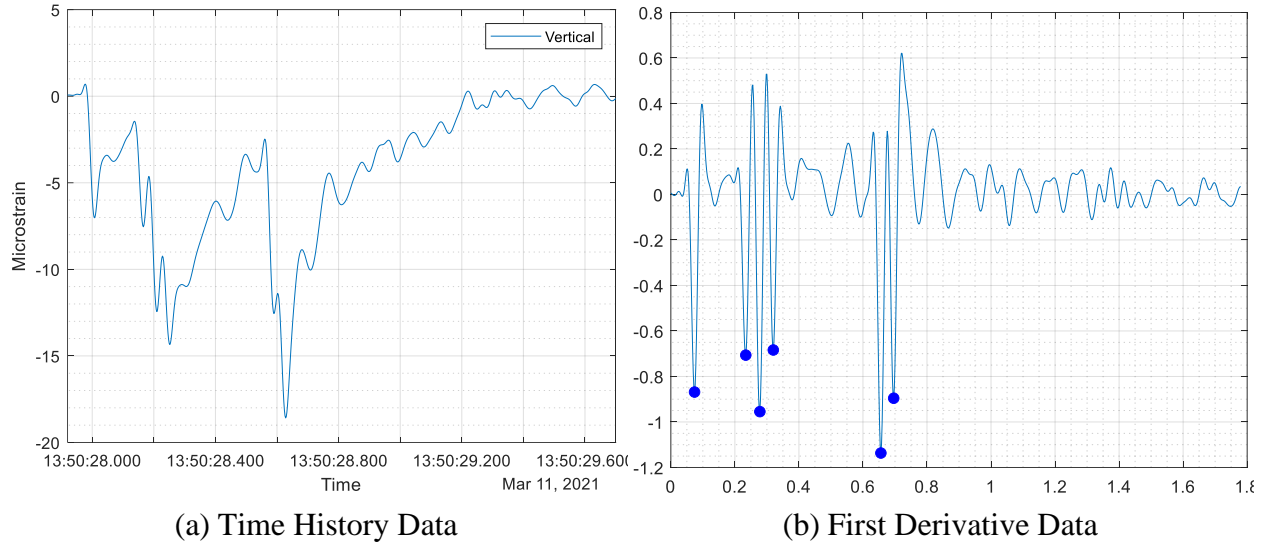 5
0
-5
-10
-15
-20
Microstrain
Vertical
13:50:28.000 13:50:28.400 13:50:28.800 13:50:29.200 13:50:29.600
Time
Mar 11, 2021
(a) Time History Data
0.8
0.6
0.4
0.2
0
-0.2
-0.4
-0.6
-0.8
-1
-1.2
0 0.2 0.4 0.6 0.8 1 1.2 1.4 1.6 1.8
(b) First Derivative Data